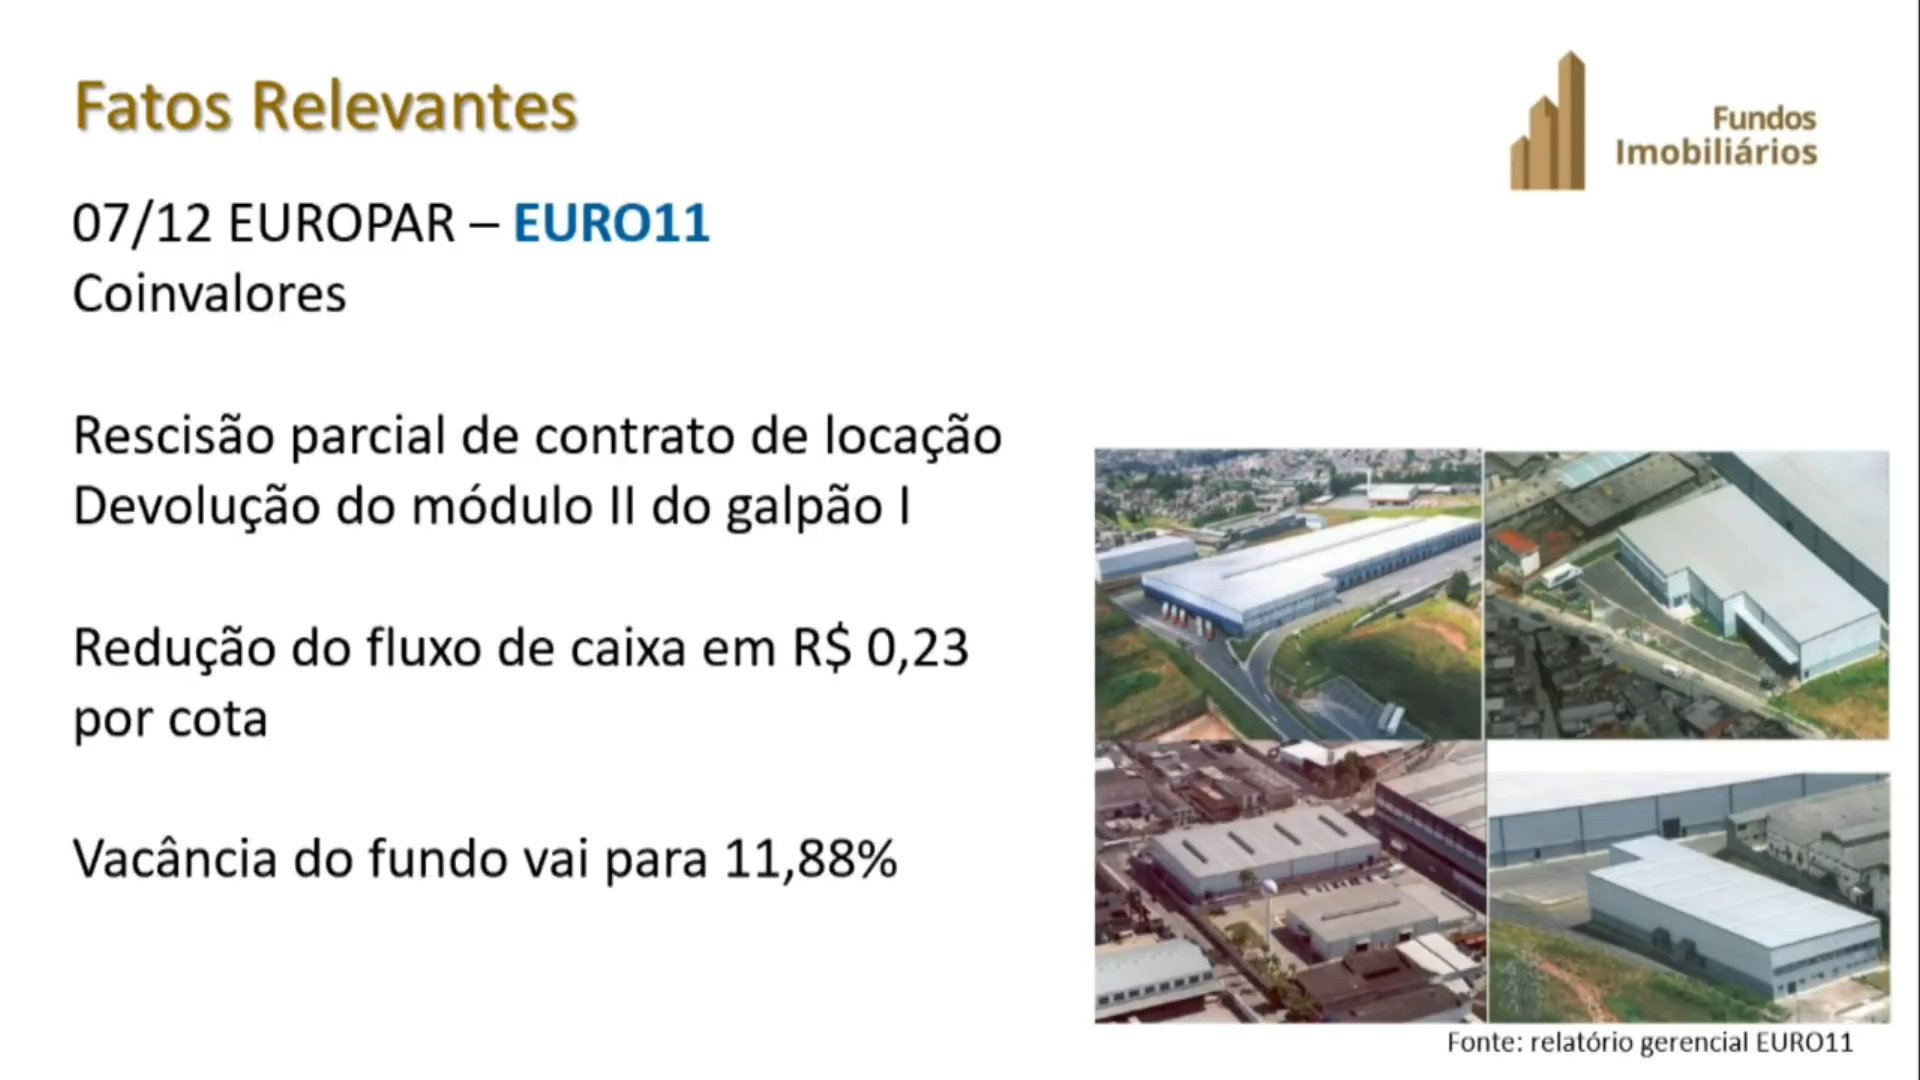 Fatos Relevantes
Fundos
Imobiliários
07/12 EUROPAR – EURO11
Coinvalores
Rescisão parcial de contrato de locação
Devolução do módulo II do galpão I
Redução do fluxo de caixa em R$ 0,23
por cota
Vacância do fundo vai para 11,88%
Fonte: relatório gerencial EURO11